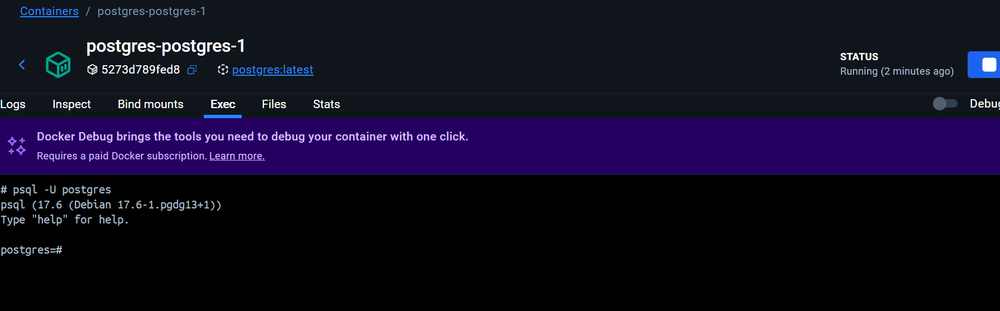 Containers / postgres-postgres-1
postgres-postgres-1
5273d789fed8 postgres:latest
STATUS
Running (2 minutes ago)
Logs Inspect Bind mounts Exec Files Stats Debug
Docker Debug brings the tools you need to debug your container with one click.
Requires a paid Docker subscription. Learn more.
# psql -U postgres
psql (17.6 (Debian 17.6-1.pgdg13+1))
Type "help" for help.
postgres=#